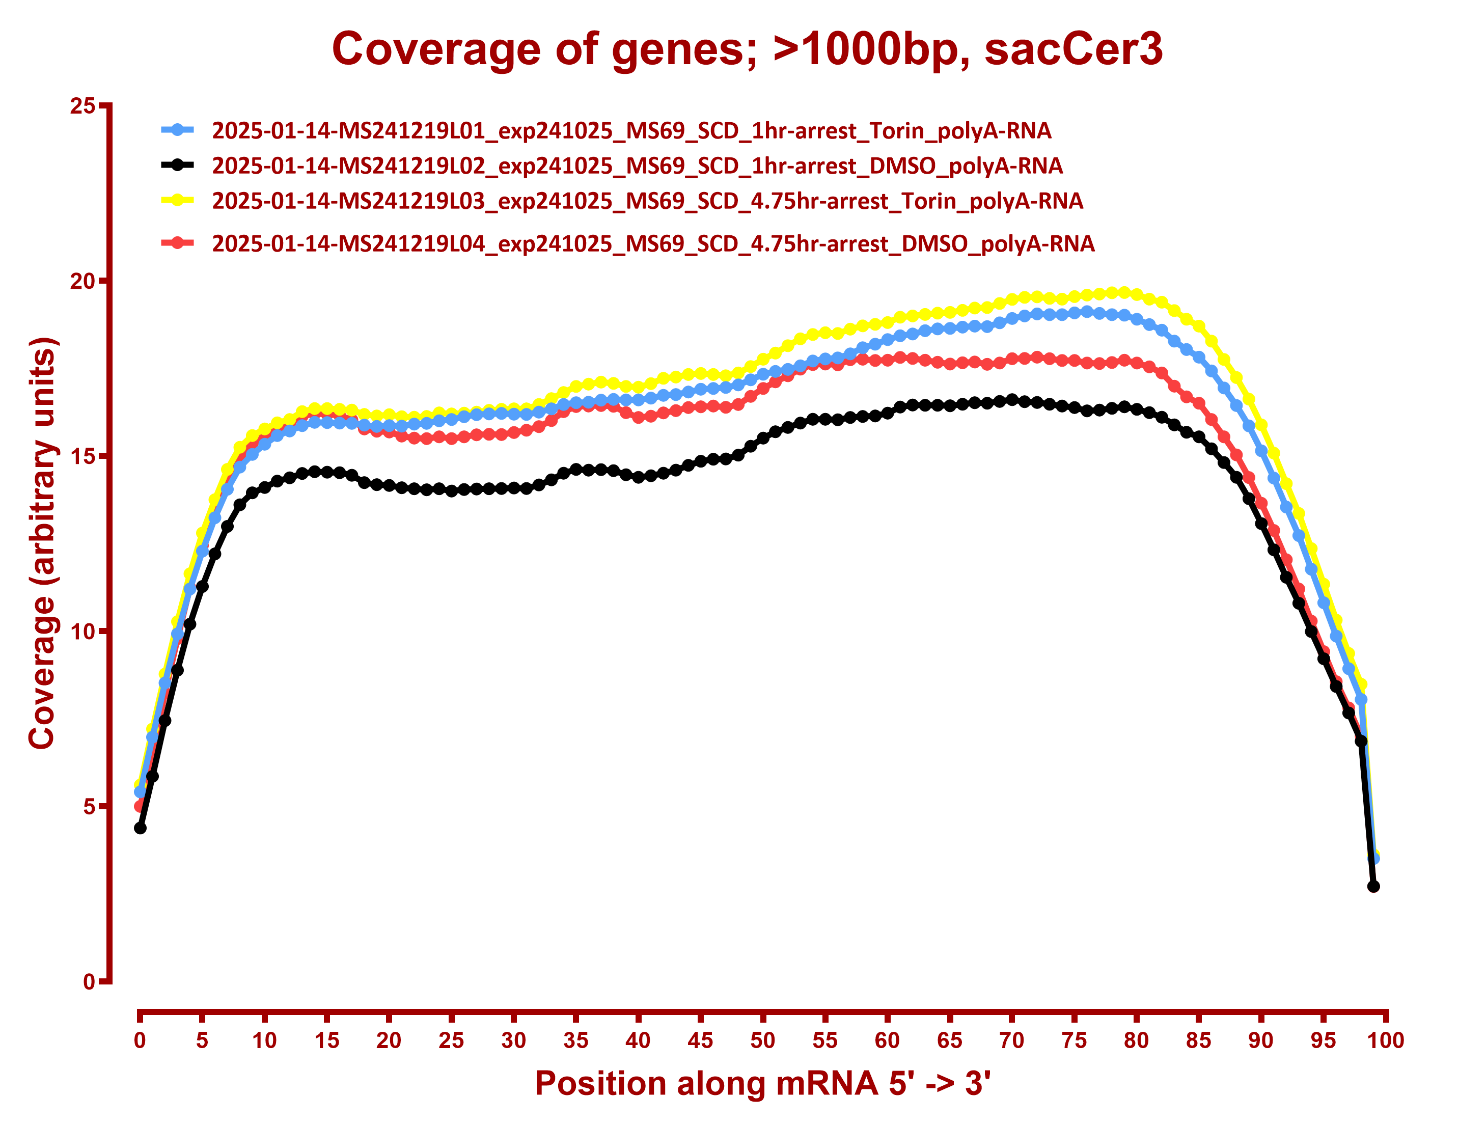 Coverage of genes; >1000bp, sacCer3
25
2025-01-14-MS241219L01_exp241025_MS69_SCD_1hr-arrest_Torin_polyA-RNA
2025-01-14-MS241219L02_exp241025_MS69_SCD_1hr-arrest_DMSO_polyA-RNA
2025-01-14-MS241219L03_exp241025_MS69_SCD_4.75hr-arrest_Torin_polyA-RNA
2025-01-14-MS241219L04_exp241025_MS69_SCD_4.75hr-arrest_DMSO_polyA-RNA
20
15
10
5
0
Coverage (arbitrary units)
0 5 10 15 20 25 30 35 40 45 50 55 60 65 70 75 80 85 90 95 100
Position along mRNA 5' -> 3'